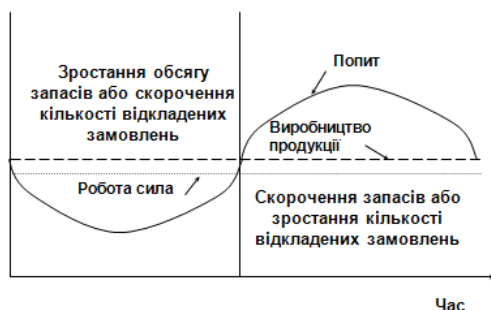 Зростання обсягу
запасів або скорочення
кількості відкладених
замовлень
Попит
Виробництво
продукції
Робота сила
Скорочення запасів або
зростання кількості
відкладених замовлень
Час